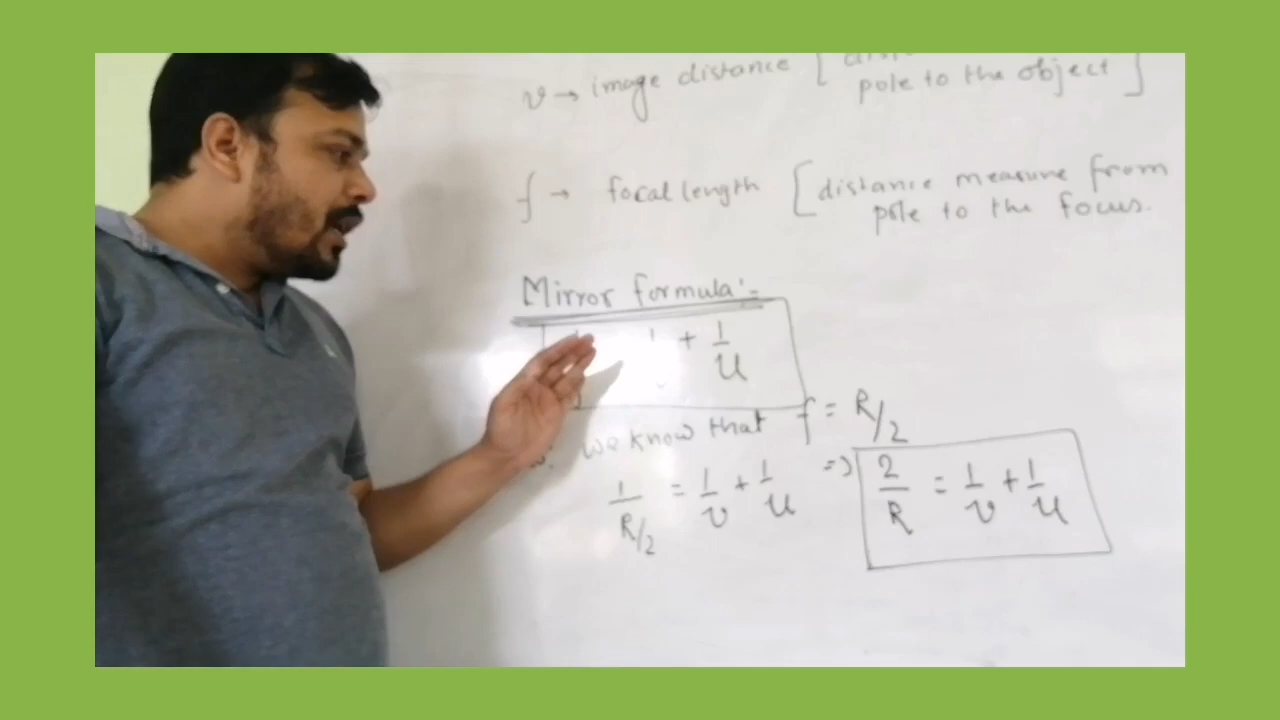 v → image distance [
pole to the object ]
f → focal length [distance measure from
pole to the focus.
Mirror formula:-
+ 1/u
we know that f = R/2
1/R/2 = 1/v + 1/u => 2/R = 1/v + 1/u